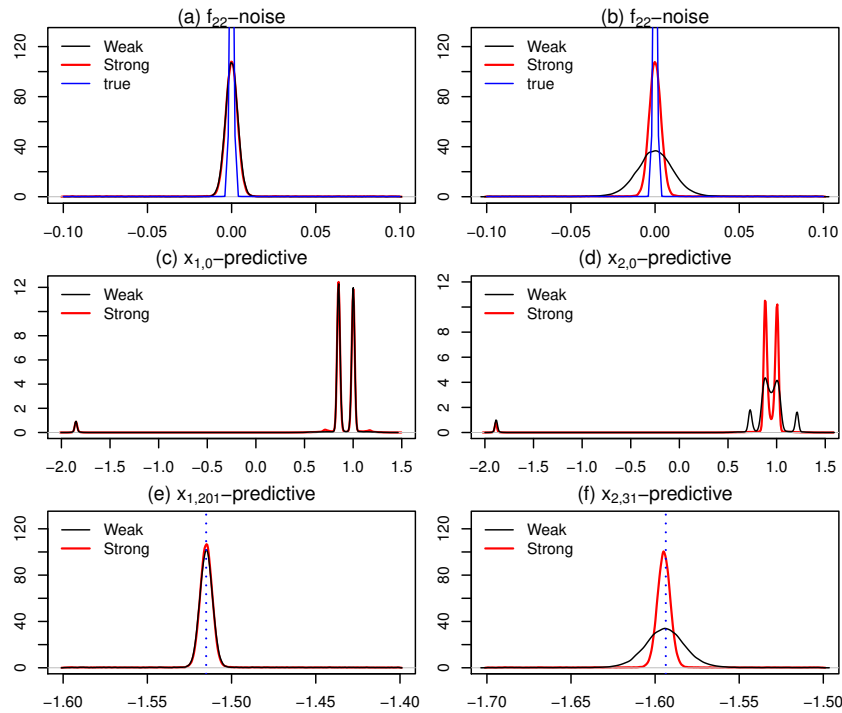 (a) f22−noise
Weak
Strong
true
0 40 80 120
−0.10 −0.05 0.00 0.05 0.10
(b) f22−noise
Weak
Strong
true
0 40 80 120
−0.10 −0.05 0.00 0.05 0.10
(c) x1,0−predictive
Weak
Strong
0 2 4 6 8 12
−2.0 −1.5 −1.0 −0.5 0.0 0.5 1.0 1.5
(d) x2,0−predictive
Weak
Strong
0 2 4 6 8 12
−2.0 −1.5 −1.0 −0.5 0.0 0.5 1.0 1.5
(e) x1,201−predictive
Weak
Strong
0 40 80 120
−1.60 −1.55 −1.50 −1.45 −1.40
(f) x2,31−predictive
Weak
Strong
0 40 80 120
−1.70 −1.65 −1.60 −1.55 −1.50